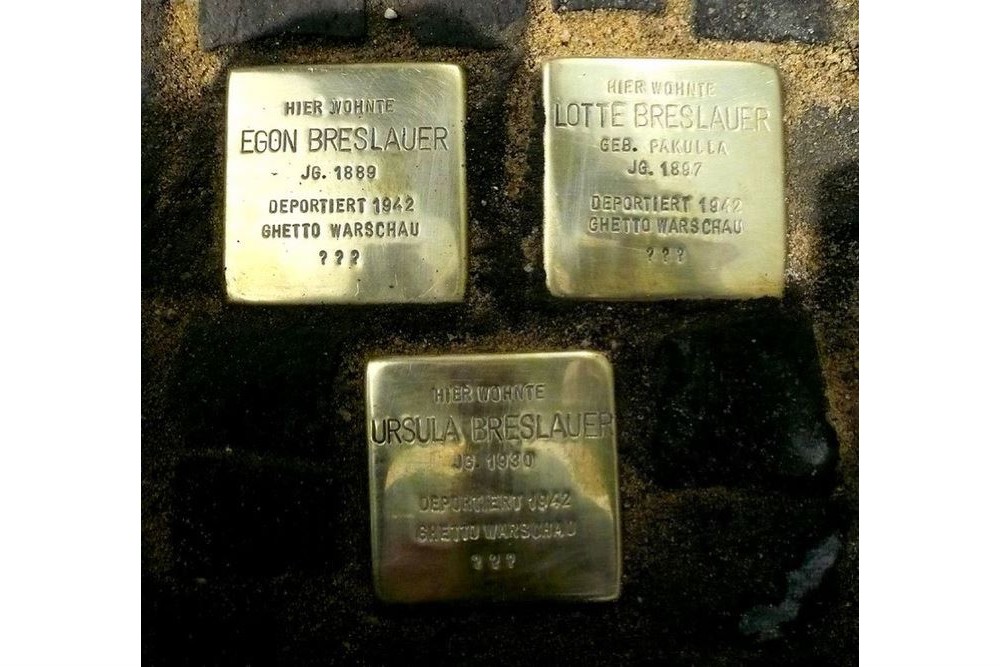 HIER WOHNTE
EGON BRESLAUER
JG. 1889
DEPORTIERT 1942
GHETTO WARSCHAU
? ? ?
HIER WOHNTE
LOTTE BRESLAUER
GEB. PAKULLA
JG. 1897
DEPORTIERT 1942
GHETTO WARSCHAU
? ? ?
HIER WOHNTE
URSULA BRESLAUER
JG. 1930
DEPORTIERT 1942
GHETTO WARSCHAU
? ? ?